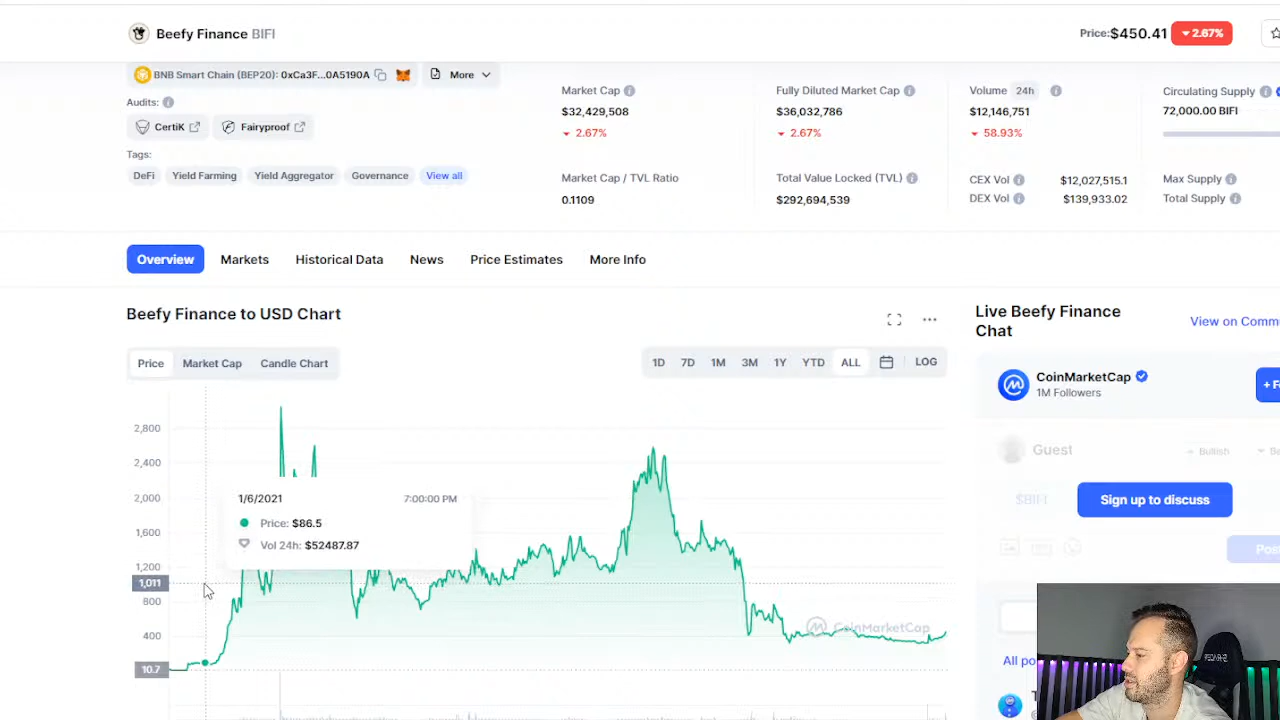 Beefy Finance BIFI
Price:$450.41 2.67%
BNB Smart Chain (BEP20): 0xCa3F...0A5190A More
Audits:
CertiK Fairyproof
Tags:
DeFi Yield Farming Yield Aggregator Governance View all
Market Cap
$32,429,508
2.67%
Market Cap / TVL Ratio
0.1109
Fully Diluted Market Cap
$36,032,786
2.67%
Total Value Locked (TVL)
$292,694,539
Volume 24h
$12,146,751
58.93%
CEX Vol $12,027,515.1
DEX Vol $139,933.02
Circulating Supply
72,000.00 BIFI
Max Supply
Total Supply
Overview Markets Historical Data News Price Estimates More Info
Beefy Finance to USD Chart
Price Market Cap Candle Chart
1D 7D 1M 3M 1Y YTD ALL LOG
2,800
2,400
2,000
1,600
1,200
1,011
800
400
10.7
1/6/2021 7:00:00 PM
Price: $86.5
Vol 24h: $52487.87
CoinMarketCap
Live Beefy Finance
Chat
View on Commu
CoinMarketCap
1M Followers
+ F
Guest
Bullish
$BIFI
Sign up to discuss
Pos
All po